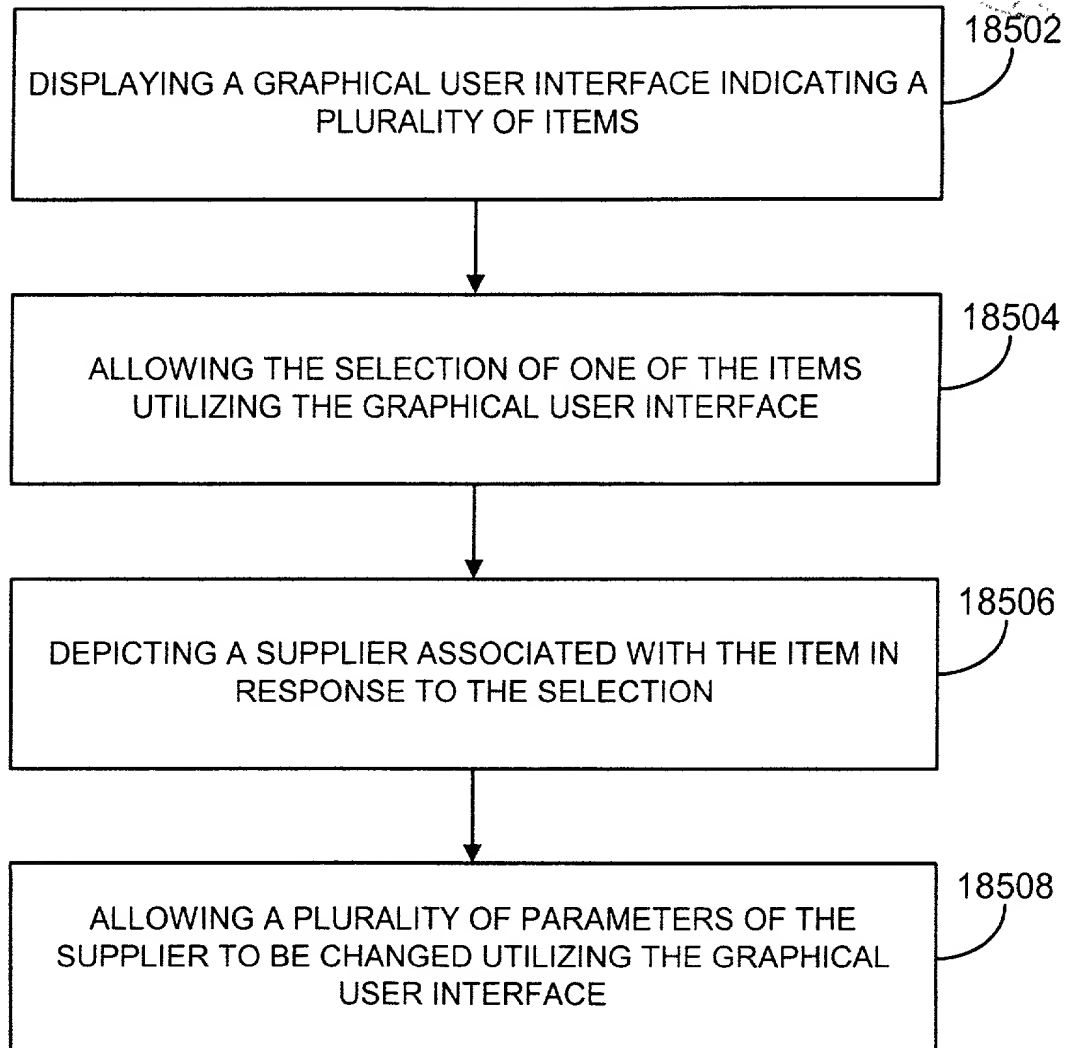 18502
DISPLAYING A GRAPHICAL USER INTERFACE INDICATING A
PLURALITY OF ITEMS
18504
ALLOWING THE SELECTION OF ONE OF THE ITEMS
UTILIZING THE GRAPHICAL USER INTERFACE
18506
DEPICTING A SUPPLIER ASSOCIATED WITH THE ITEM IN
RESPONSE TO THE SELECTION
18508
ALLOWING A PLURALITY OF PARAMETERS OF THE
SUPPLIER TO BE CHANGED UTILIZING THE GRAPHICAL
USER INTERFACE